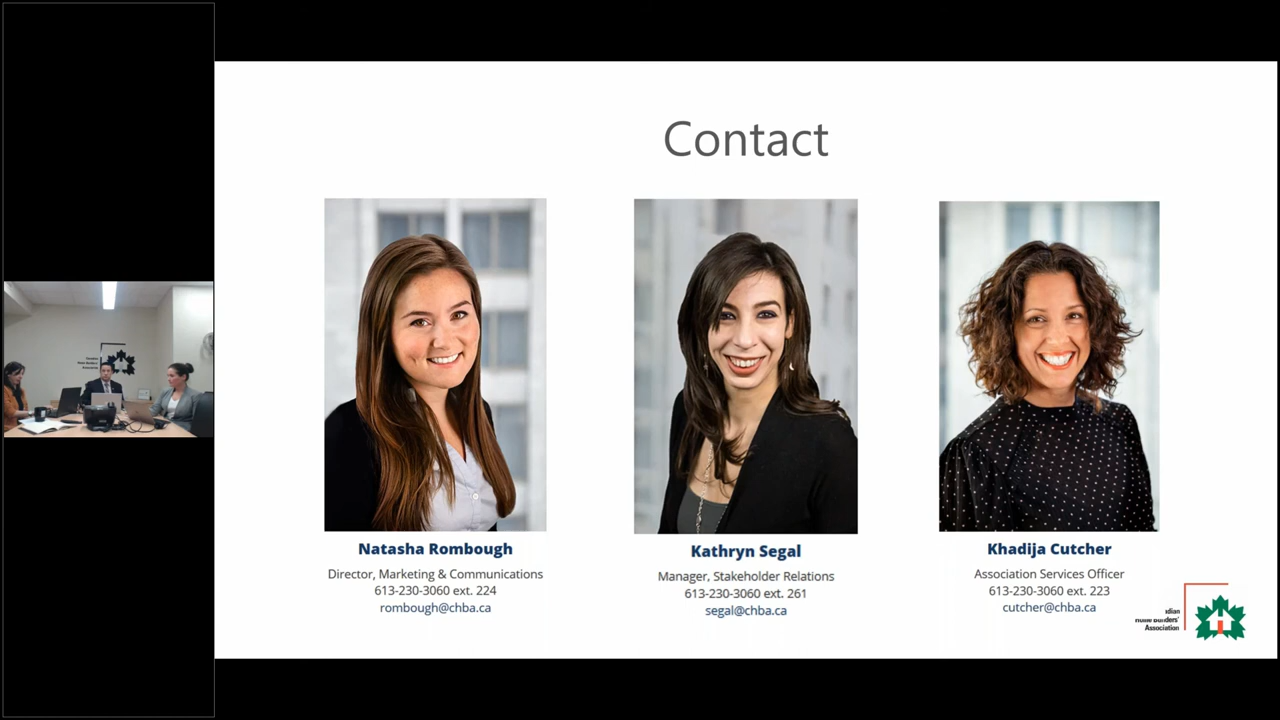 Contact
Natasha Rombough
Director, Marketing & Communications
613-230-3060 ext. 224
rombough@chba.ca
Kathryn Segal
Manager, Stakeholder Relations
613-230-3060 ext. 261
segal@chba.ca
Khadija Cutcher
Association Services Officer
613-230-3060 ext. 223
cutcher@chba.ca
Association